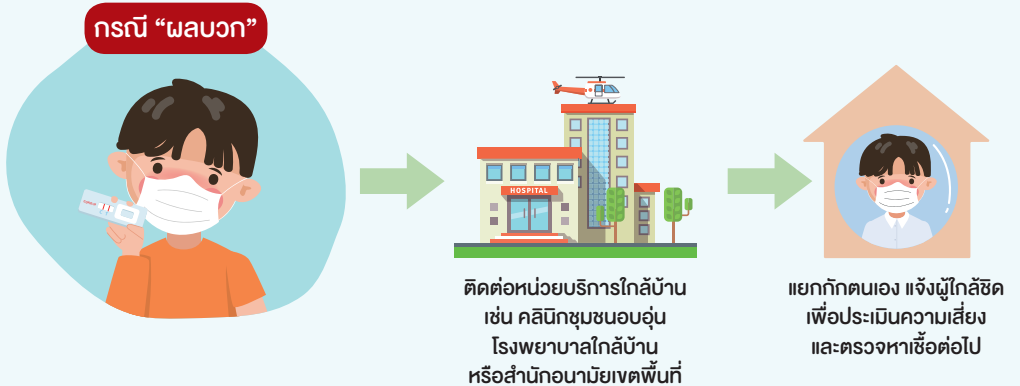 กรณี “ผลบวก”
HOSPITAL
ติดต่อหน่วยบริการใกล้บ้าน
เช่น คลินิกชุมชนอบอุ่น
โรงพยาบาลใกล้บ้าน
หรือสำนักอนามัยเขตพื้นที่
แยกกักตนเอง แจ้งผู้ใกล้ชิด
เพื่อประเมินความเสี่ยง
และตรวจหาเชื้อต่อไป